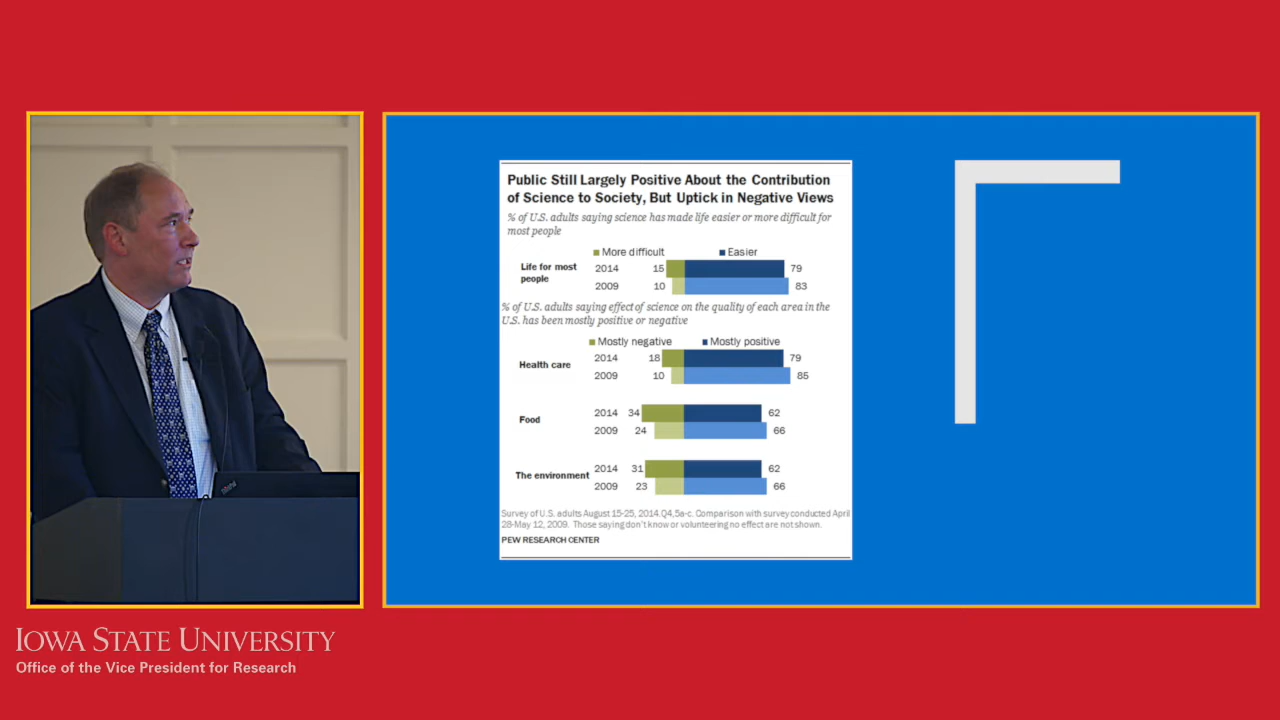 Public Still Largely Positive About the Contribution
of Science to Society, But Uptick in Negative Views
% of U.S. adults saying science has made life easier or more difficult for
most people
More difficult Easier
Life for most
people
2014 15 79
2009 10 83
% of U.S. adults saying effect of science on the quality of each area in the
U.S. has been mostly positive or negative
Mostly negative Mostly positive
Health care
2014 18 79
2009 10 85
Food
2014 34 62
2009 24 66
The environment
2014 31 62
2009 23 66
Survey of U.S. adults August 15-25, 2014. Q4,5a-c. Comparison with survey conducted April
28-May 12, 2009. Those saying don't know or volunteering no effect are not shown.
PEW RESEARCH CENTER
IOWA STATE UNIVERSITY
Office of the Vice President for Research